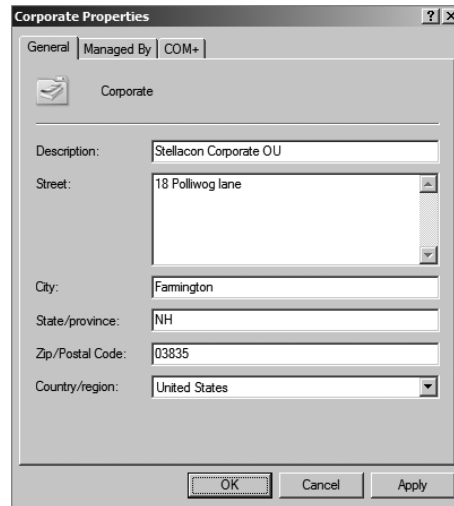 Corporate Properties
General Managed By COM+
Corporate
Description: Stellacon Corporate OU
Street: 18 Polliwog lane
City: Farmington
State/province: NH
Zip/Postal Code: 03835
Country/region: United States
OK Cancel Apply